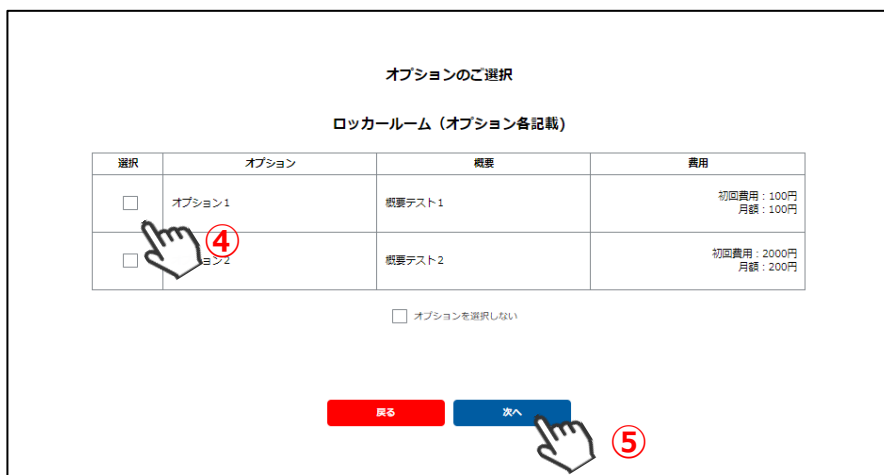 オプションのご選択
ロッカールーム（オプション各記載)
選択 オプション 概要 費用
オプション1 概要テスト1 初回費用：100円
月額：100円
④
ション2 概要テスト2 初回費用：2000円
月額：200円
オプションを選択しない
戻る 次へ
⑤